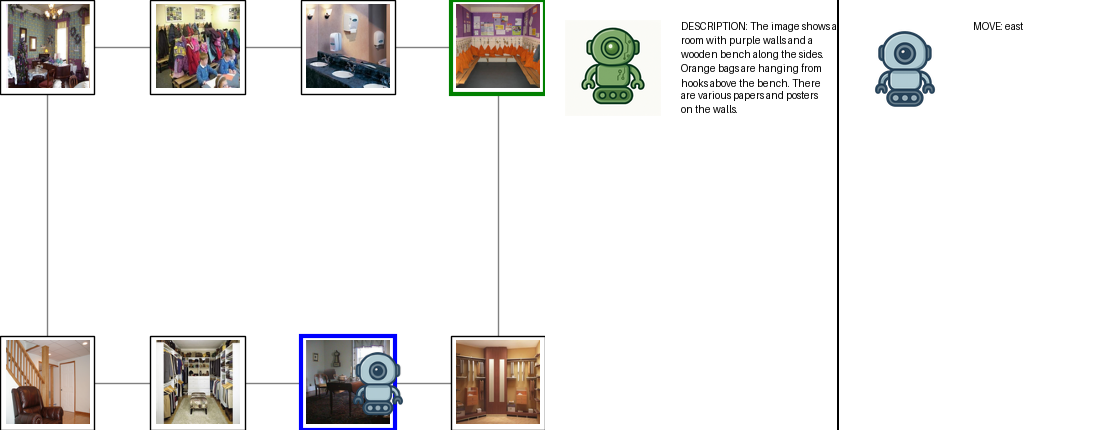 DESCRIPTION: The image shows a
room with purple walls and a
wooden bench along the sides.
Orange bags are hanging from
hooks above the bench. There
are various papers and posters
on the walls.
MOVE: east